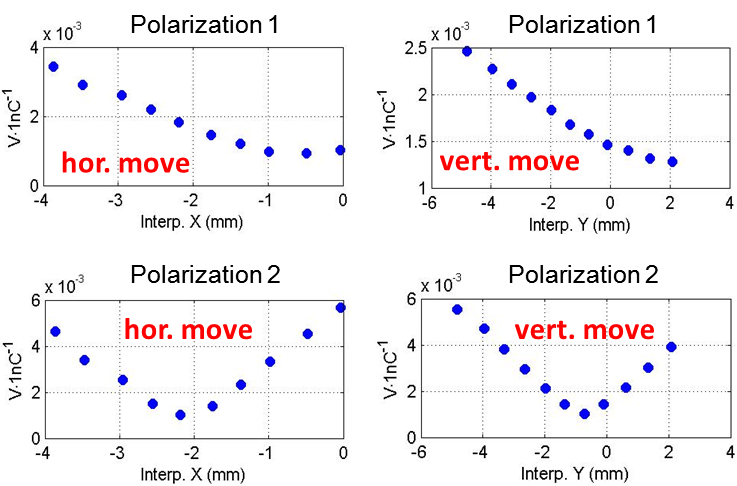 Polarization 1
x 10⁻³
4
2
0
V·1nC⁻¹
hor. move
-4 -3 -2 -1 0
Interp. X (mm)
Polarization 1
x 10⁻³
2.5
2
1.5
1
V·1nC⁻¹
vert. move
-6 -4 -2 0 2 4
Interp. Y (mm)
Polarization 2
x 10⁻³
6
4
2
0
V·1nC⁻¹
hor. move
-4 -3 -2 -1 0
Interp. X (mm)
Polarization 2
x 10⁻³
6
4
2
0
V·1nC⁻¹
vert. move
-6 -4 -2 0 2 4
Interp. Y (mm)